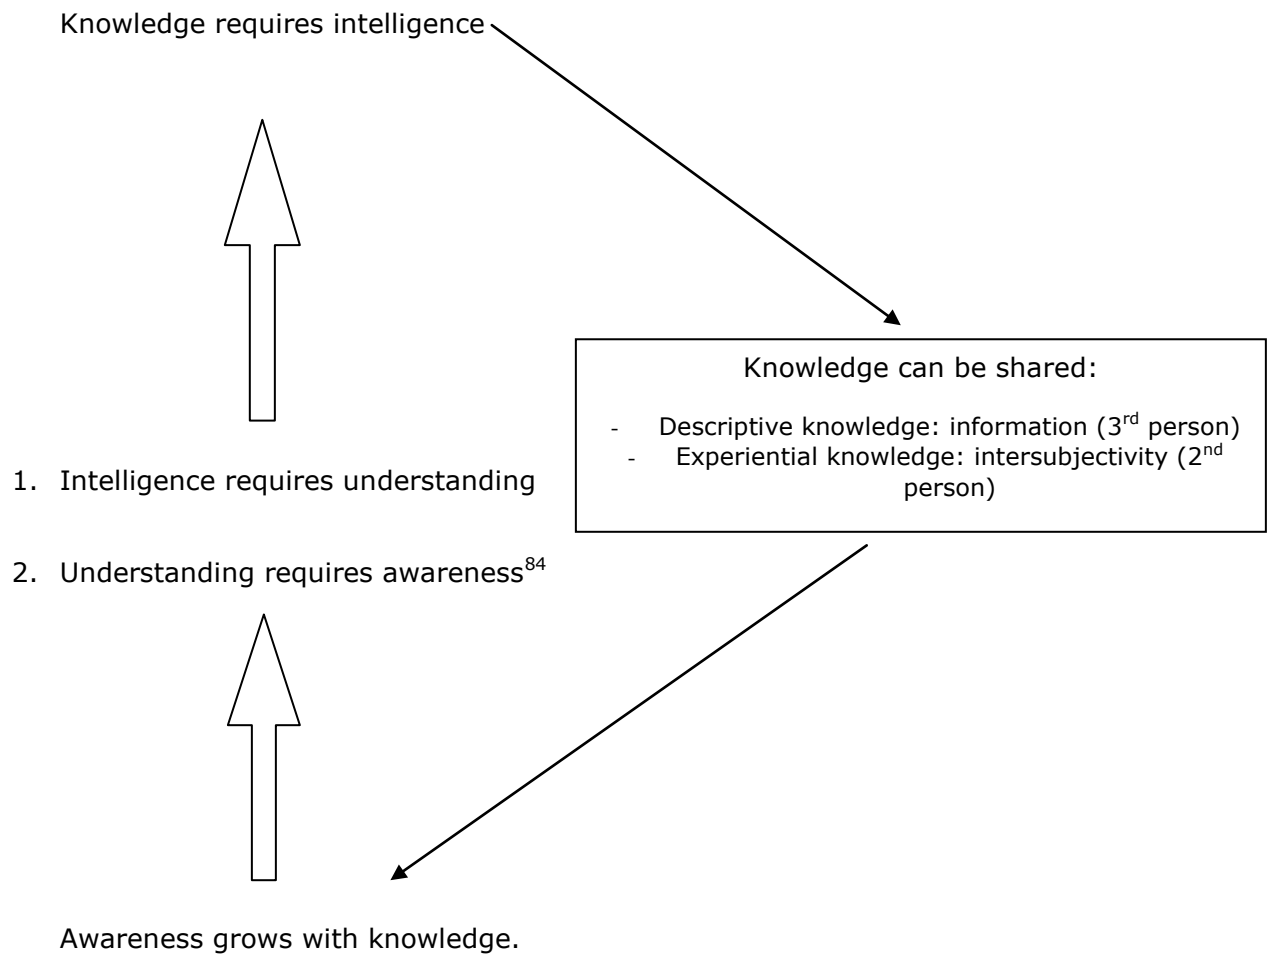 Knowledge requires intelligence
Knowledge can be shared:
- Descriptive knowledge: information (3rd person)
- Experiential knowledge: intersubjectivity (2nd
person)
1. Intelligence requires understanding
2. Understanding requires awareness84
Awareness grows with knowledge.